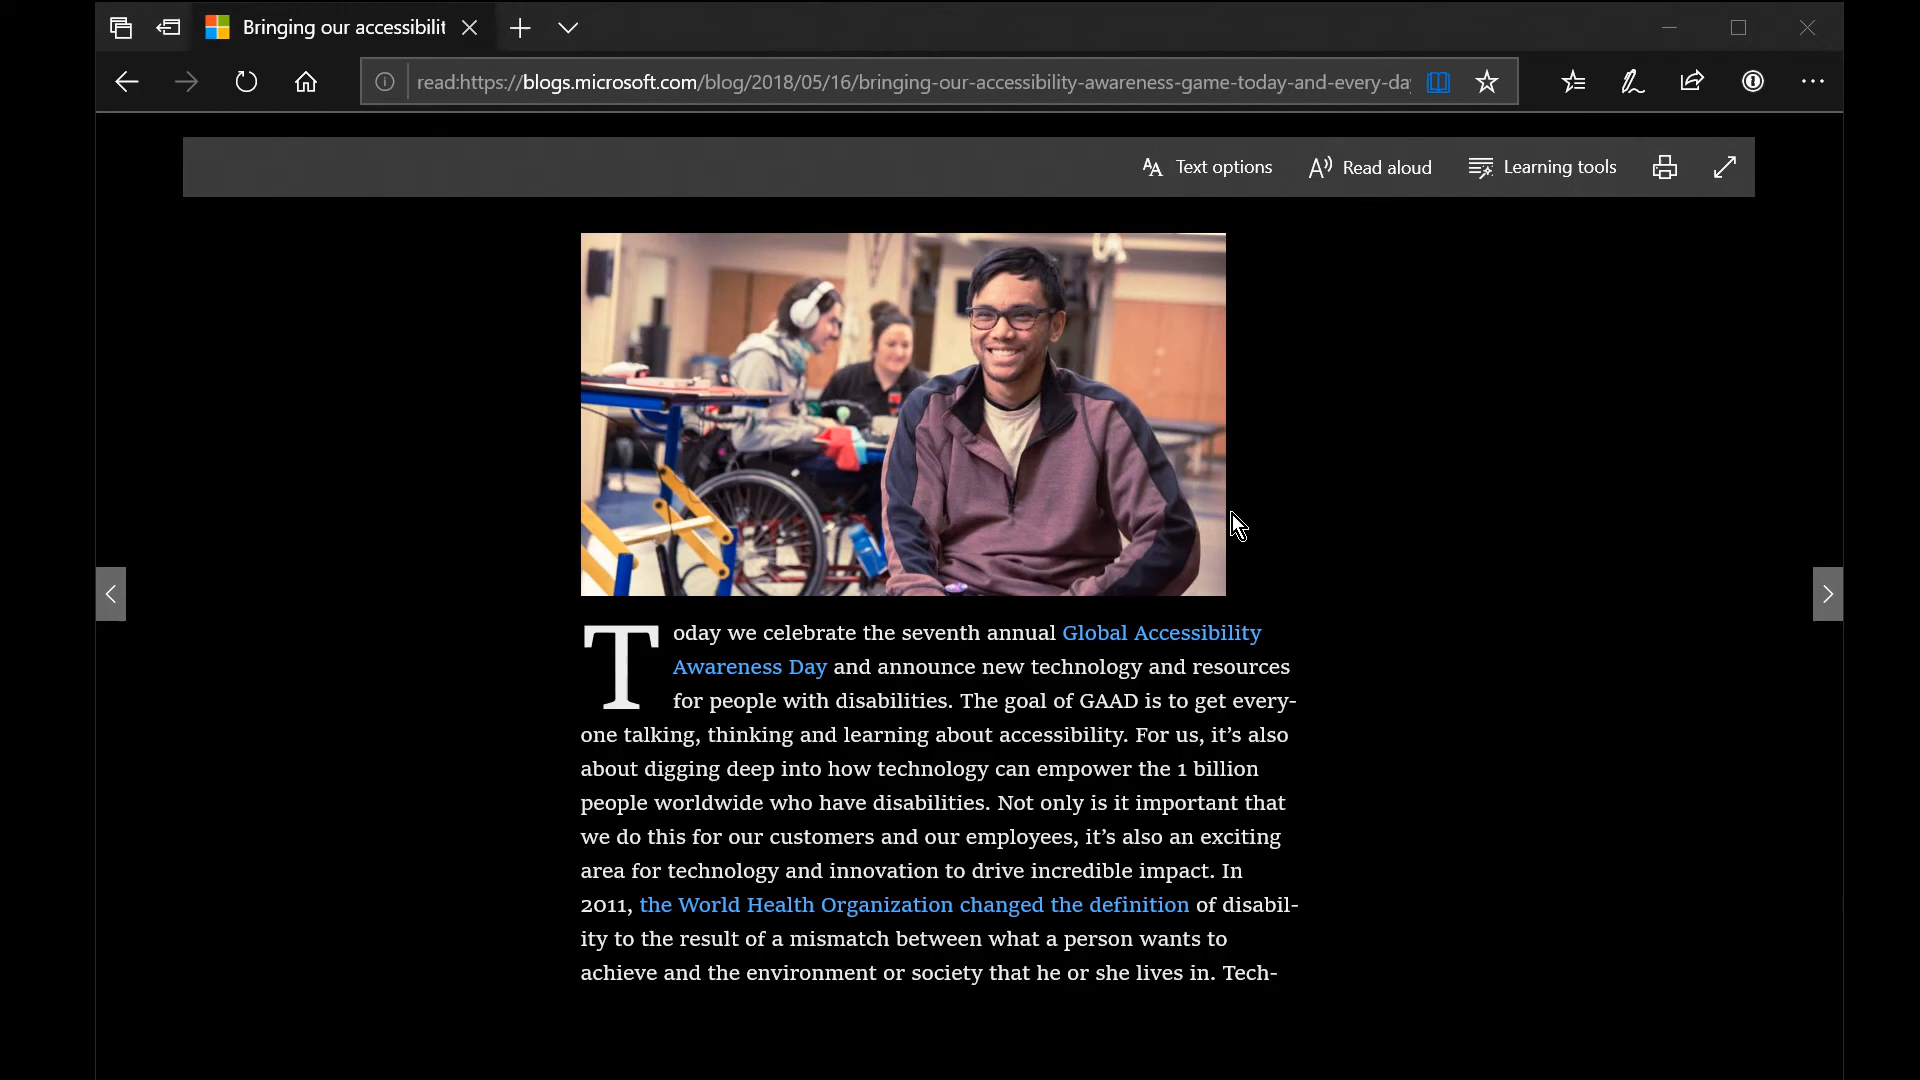 Bringing our accessibilit
read:https://blogs.microsoft.com/blog/2018/05/16/bringing-our-accessibility-awareness-game-today-and-every-da
Text options
Read aloud
Learning tools
Today we celebrate the seventh annual Global Accessibility
Awareness Day and announce new technology and resources
for people with disabilities. The goal of GAAD is to get every-
one talking, thinking and learning about accessibility. For us, it’s also
about digging deep into how technology can empower the 1 billion
people worldwide who have disabilities. Not only is it important that
we do this for our customers and our employees, it’s also an exciting
area for technology and innovation to drive incredible impact. In
2011, the World Health Organization changed the definition of disabil-
ity to the result of a mismatch between what a person wants to
achieve and the environment or society that he or she lives in. Tech-